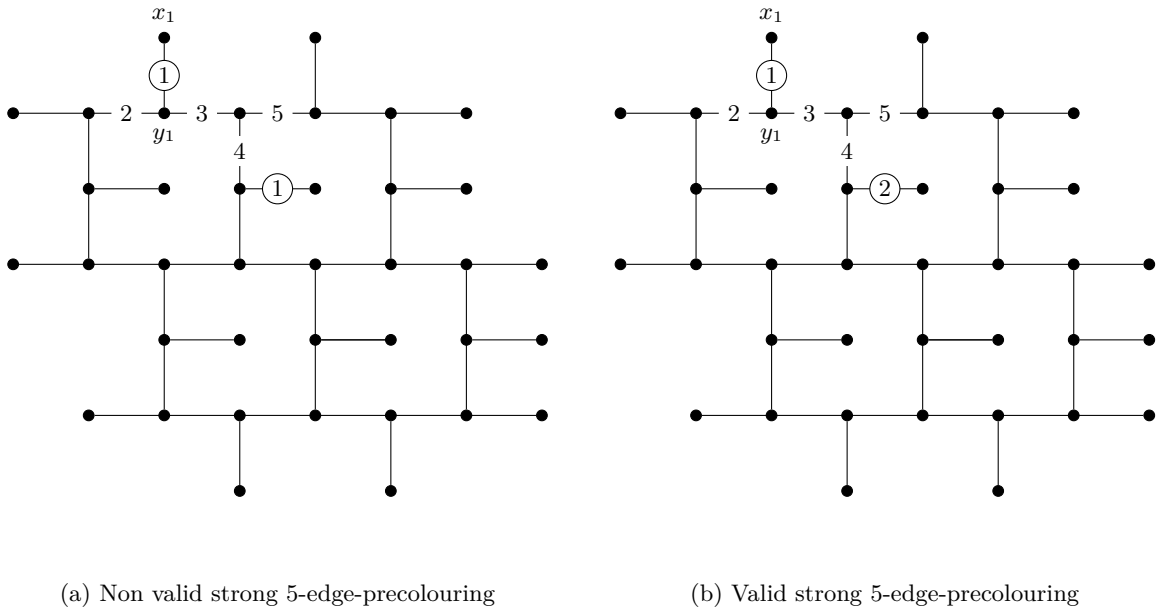 x₁ x₁
1 1
2 3 5 2 3 5
y₁ y₁
4 4
1 2
(a) Non valid strong 5-edge-precolouring (b) Valid strong 5-edge-precolouring